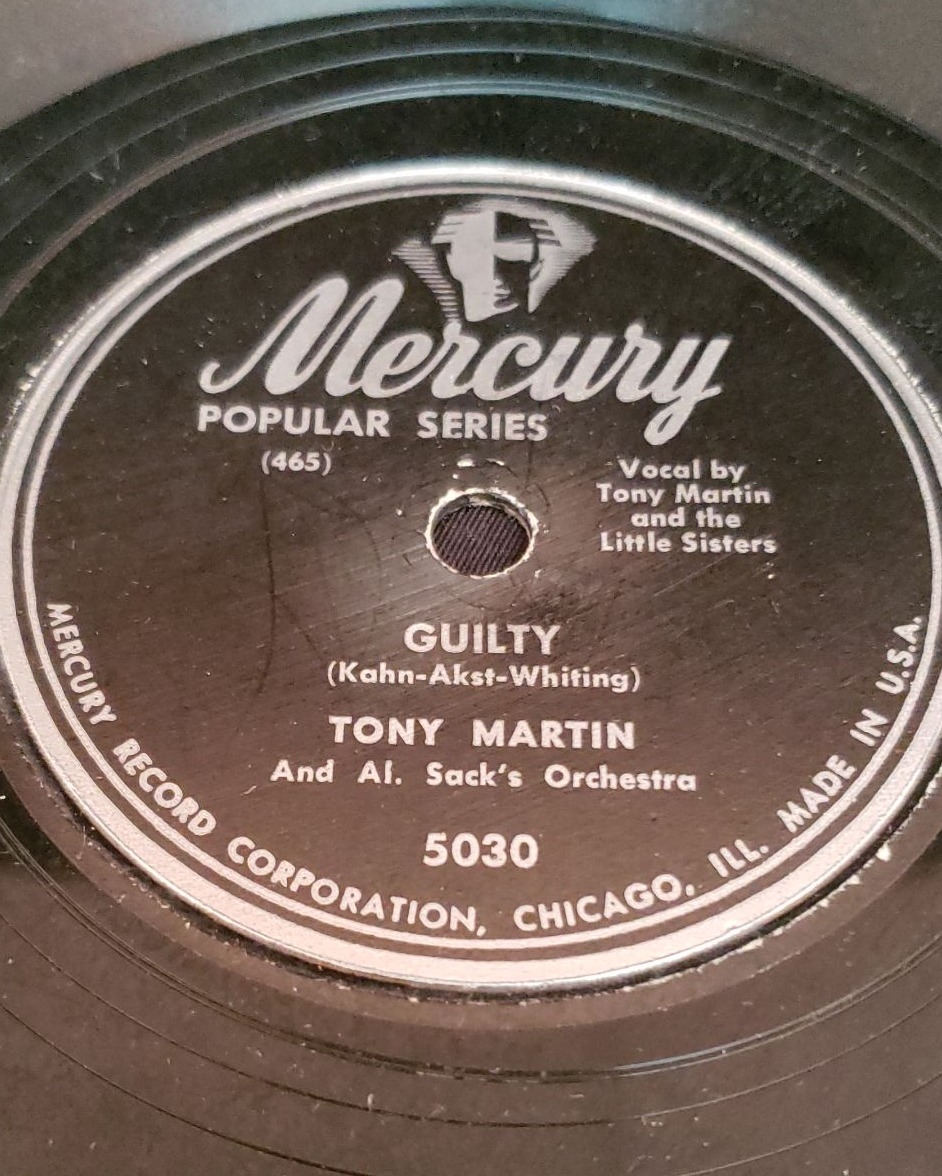 Mercury
POPULAR SERIES
(465)
Vocal by
Tony Martin
and the
Little Sisters
GUILTY
(Kahn-Akst-Whiting)
TONY MARTIN
And Al. Sack's Orchestra
5030
MERCURY RECORD CORPORATION, CHICAGO, ILL. MADE IN U.S.A.